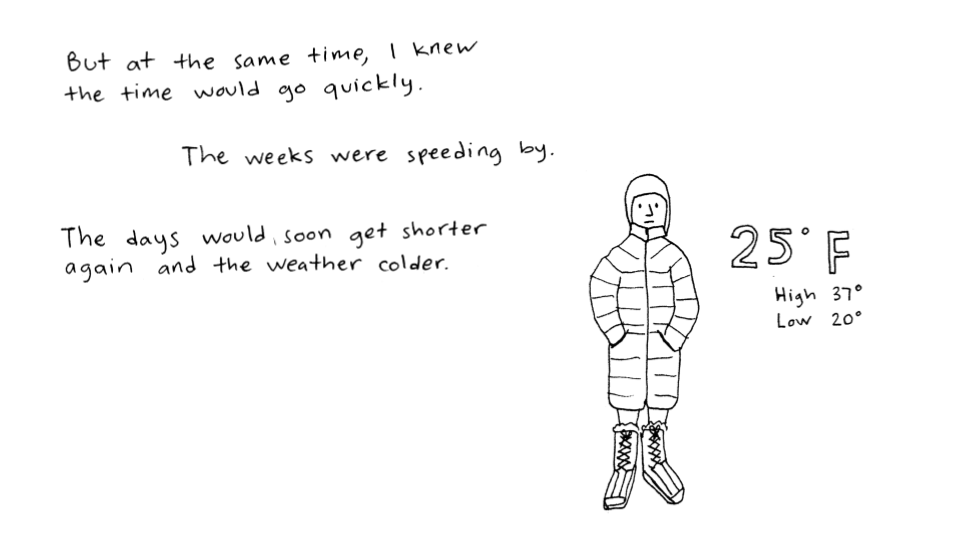 But at the same time, I knew
the time would go quickly.
The weeks were speeding by.
The days would soon get shorter
again and the weather colder.
25° F
High 37°
Low 20°